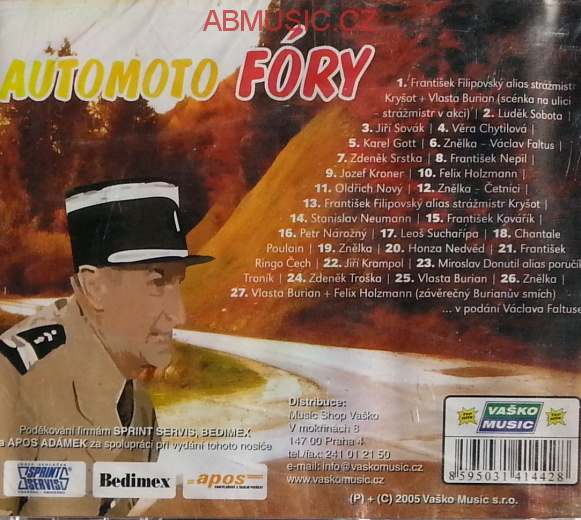 ABMUSIC.CZ
AUTOMOTO FÓRY
1. František Filipovský alias strážmistr
Kryšot + Vlasta Burian (scénka na ulici
- strážmistr v akci) | 2. Luděk Sobota |
3. Jiří Sovák | 4. Věra Chytilová |
5. Karel Gott | 6. Znělka - Václav Faltus |
7. Zdeněk Srstka | 8. František Nepil |
9. Jozef Kroner | 10. Felix Holzmann |
11. Oldřich Nový | 12. Znělka - Četníci |
13. František Filipovský alias strážmistr Kryšot |
14. Stanislav Neumann | 15. František Kovářík |
16. Petr Nárožný | 17. Leoš Suchařípa | 18. Chantale
Poulain | 19. Znělka | 20. Honza Nedvěd | 21. František
Ringo Čech | 22. Jiří Krampol | 23. Miroslav Donutil alias poručík
Troník | 24. Zdeněk Troška | 25. Vlasta Burian | 26. Znělka |
27. Vlasta Burian + Felix Holzmann (závěrečný Burianův smích)
... v podání Václava Faltuse
Poděkování firmám SPRINT SERVIS, BEDIMEX
a APOS ADÁMEK za spolupráci při vydání tohoto nosiče
SPRINT SERVIS
Bedimex
apos
Distribuce:
Music Shop Vaško
V mokřinách 8
147 00 Praha 4
tel./fax: 241 01 21 50
e-mail: info@vaskomusic.cz
www.vaskomusic.cz
VAŠKO
MUSIC
8 595031 414428
(P) + (C) 2005 Vaško Music s.r.o.